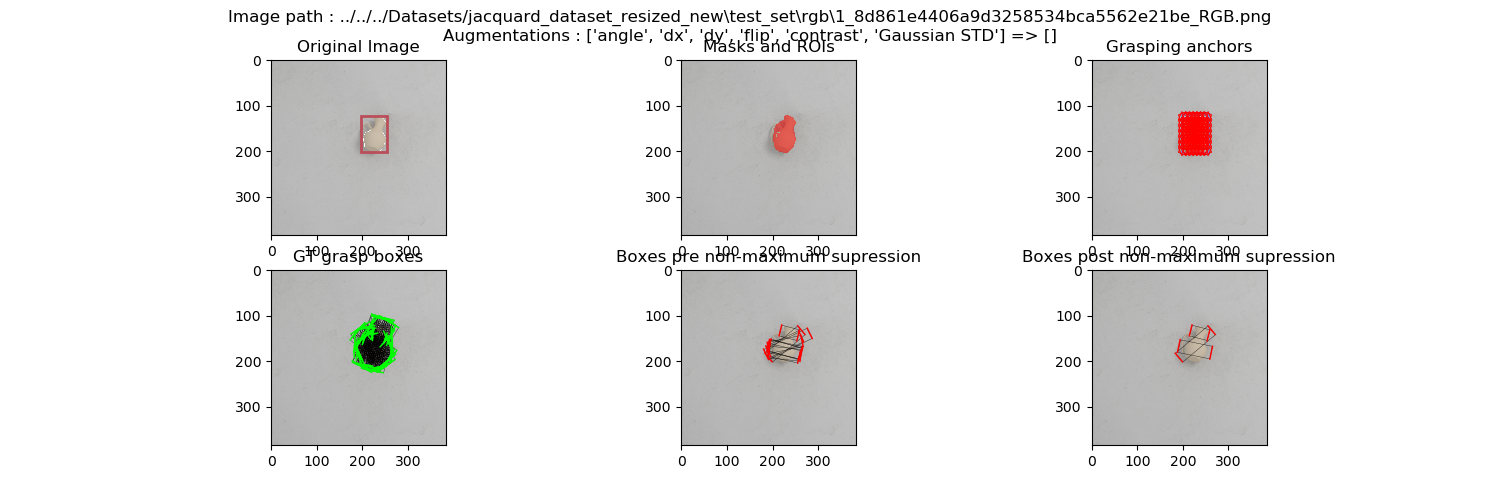 Image path : ../../../Datasets/jacquard_dataset_resized_new\test_set\rgb\1_8d861e4406a9d3258534bca5562e21be_RGB.png
Augmentations : ['angle', 'dx', 'dy', 'flip', 'contrast', 'Gaussian STD'] => []
Original Image
Masks and ROIs
Grasping anchors
0
100
200
300
0 100 200 300
0
100
200
300
0 100 200 300
0
100
200
300
0 100 200 300
GT grasp boxes
Boxes pre non-maximum supression
Boxes post non-maximum supression
0
100
200
300
0 100 200 300
0
100
200
300
0 100 200 300
0
100
200
300
0 100 200 300